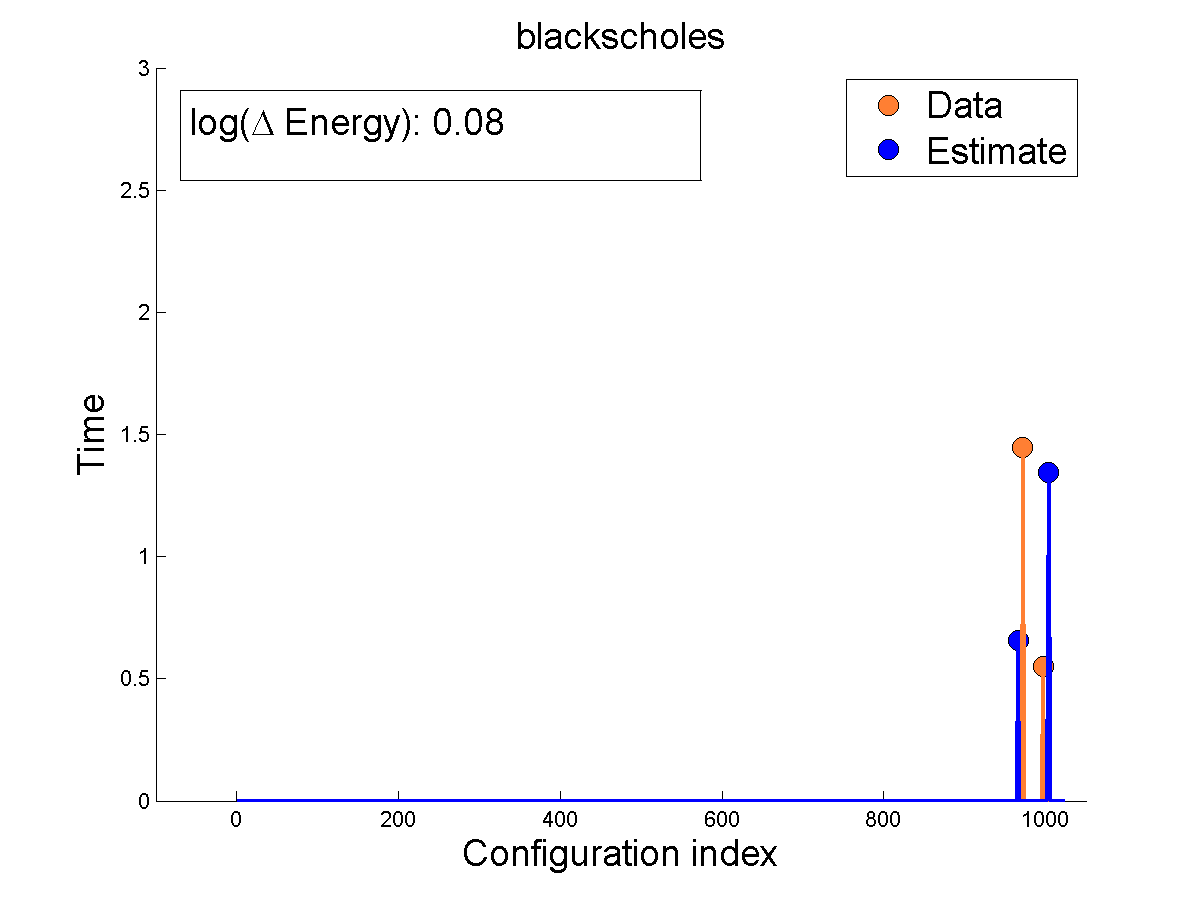 blackscholes
log(∆ Energy): 0.08
Data
Estimate
3
2.5
2
1.5
1
0.5
0
Time
0 200 400 600 800 1000
Configuration index